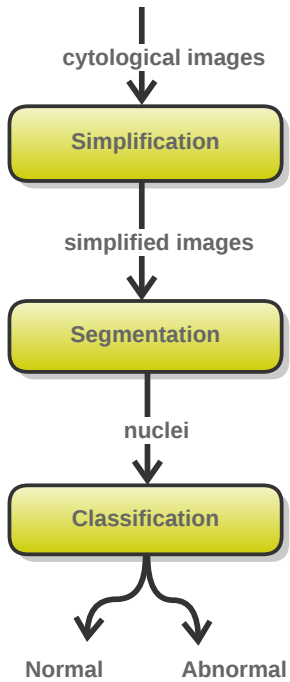 cytological images
Simplification
simplified images
Segmentation
nuclei
Classification
Normal
Abnormal